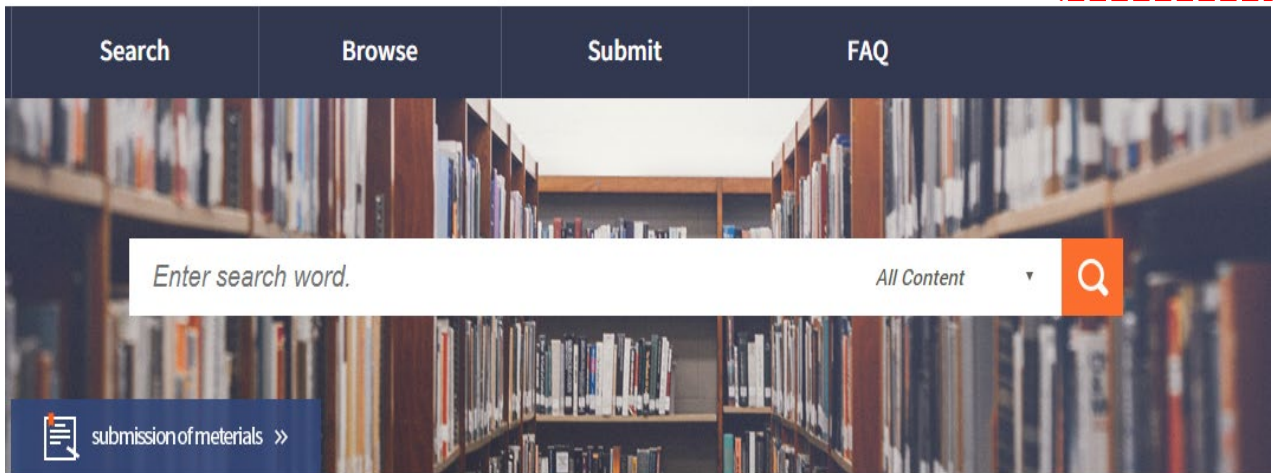 Search
Browse
Submit
FAQ
Enter search word.
All Content
submission of meterials »